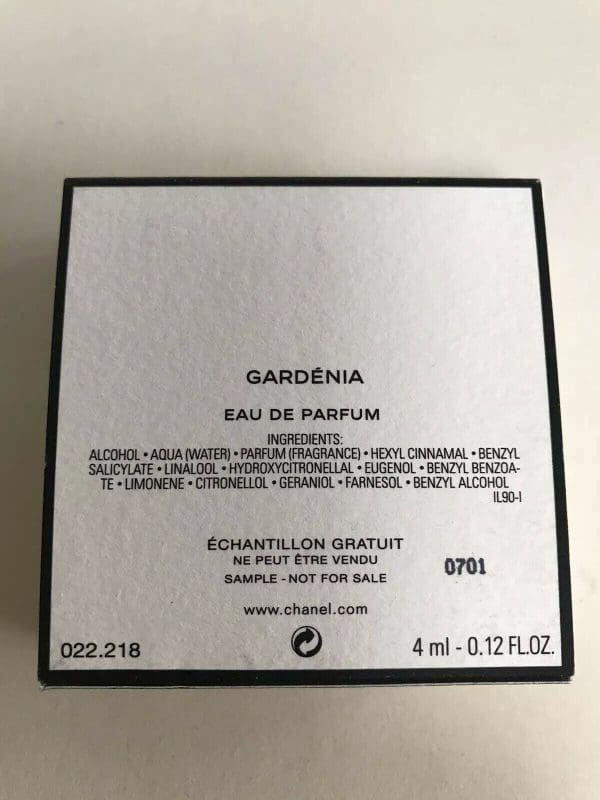 GARDÉNIA
EAU DE PARFUM
INGREDIENTS:
ALCOHOL • AQUA (WATER) • PARFUM (FRAGRANCE) • HEXYL CINNAMAL • BENZYL
SALICYLATE • LINALOOL • HYDROXYCITRONELLAL • EUGENOL • BENZYL BENZOA-
TE • LIMONENE • CITRONELLOL • GERANIOL • FARNESOL • BENZYL ALCOHOL
IL90-I
ÉCHANTILLON GRATUIT
NE PEUT ÊTRE VENDU
SAMPLE - NOT FOR SALE
0701
www.chanel.com
022.218
4 ml - 0.12 FL.OZ.